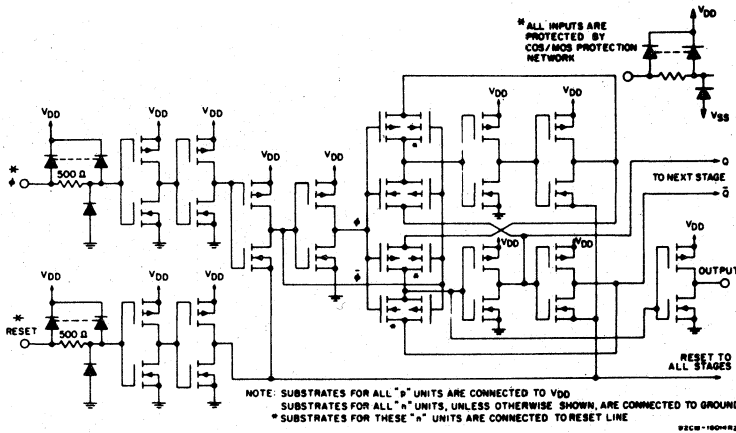 * ALL INPUTS ARE
PROTECTED BY
COS/MOS PROTECTION
NETWORK
VDD
VSS
VDD
VDD
VDD
VDD
VDD
VDD
VDD
* φ
500 Ω
φ
φ̄
n
n
*
Q
TO NEXT STAGE
Q̄
VDD
VDD
VDD
OUTPUT
VDD
VDD
VDD
* RESET
500 Ω
RESET TO
ALL STAGES
NOTE: SUBSTRATES FOR ALL "p" UNITS ARE CONNECTED TO VDD
SUBSTRATES FOR ALL "n" UNITS, UNLESS OTHERWISE SHOWN, ARE CONNECTED TO GROUND
* SUBSTRATES FOR THESE "n" UNITS ARE CONNECTED TO RESET LINE